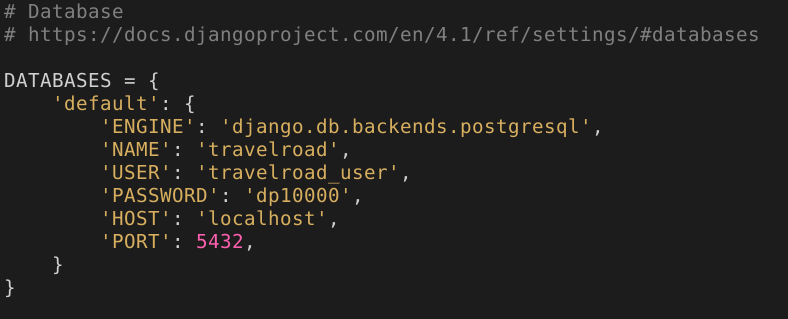 # Database
# https://docs.djangoproject.com/en/4.1/ref/settings/#databases

DATABASES = {
    'default': {
        'ENGINE': 'django.db.backends.postgresql',
        'NAME': 'travelroad',
        'USER': 'travelroad_user',
        'PASSWORD': 'dp10000',
        'HOST': 'localhost',
        'PORT': 5432,
    }
}